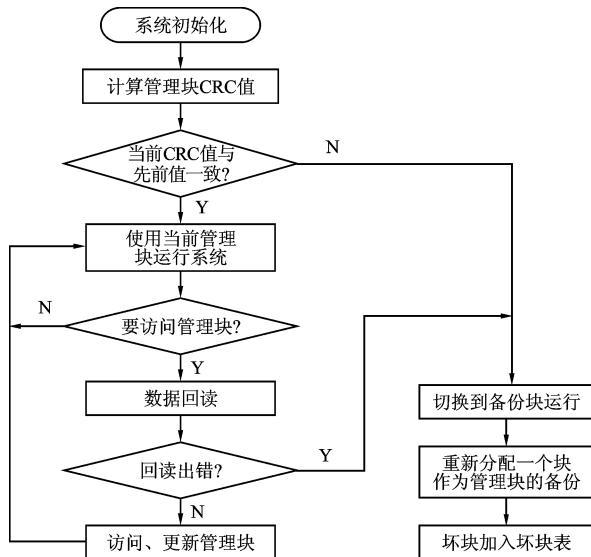 系统初始化
计算管理块CRC值
当前CRC值与
先前值一致?
N
Y
使用当前管理
块运行系统
N
要访问管理块?
Y
数据回读
切换到备份块运行
回读出错?
Y
重新分配一个块
作为管理块的备份
N
访问、更新管理块
坏块加入坏块表